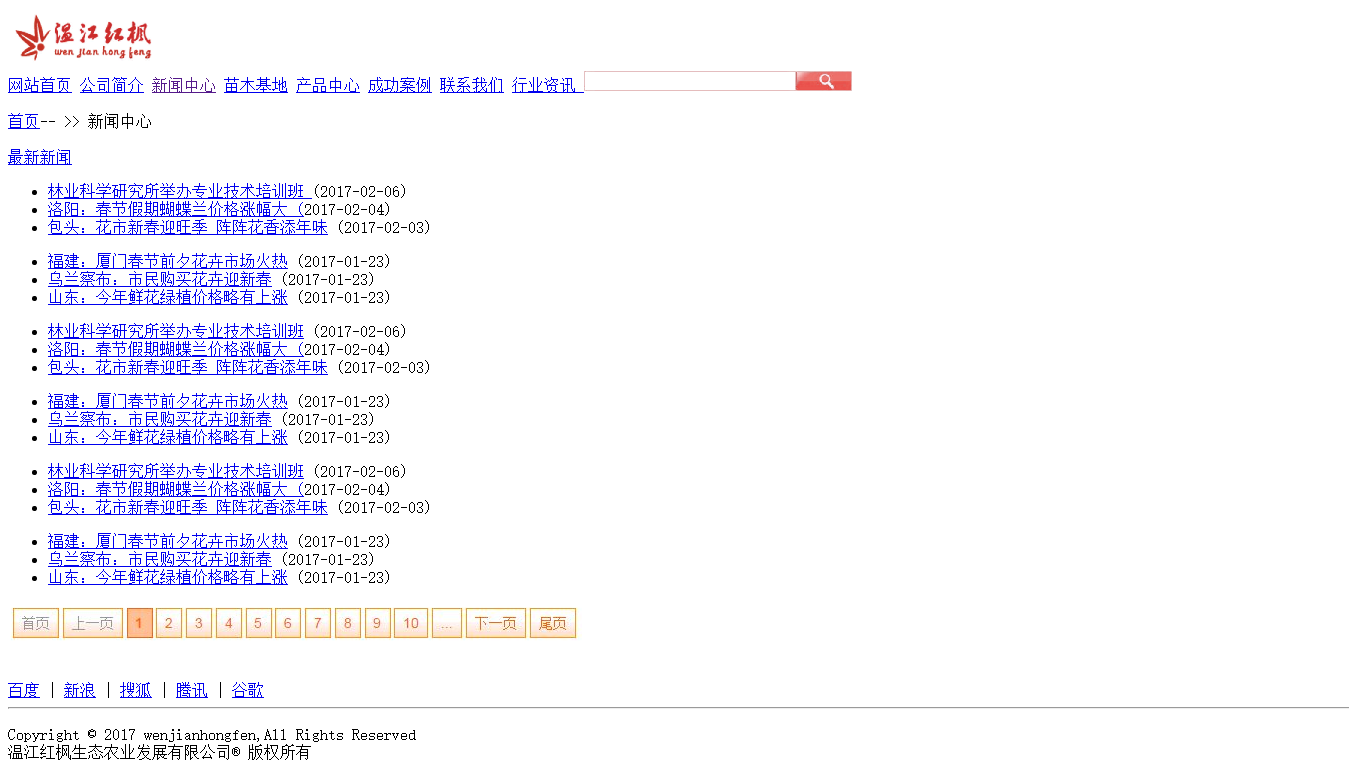 温江红枫
wen jian hong feng
网站首页 公司简介 新闻中心 苗木基地 产品中心 成功案例 联系我们 行业资讯
首页-- >> 新闻中心
最新新闻
林业科学研究所举办专业技术培训班 (2017-02-06)
洛阳：春节假期蝴蝶兰价格涨幅大 (2017-02-04)
包头：花市新春迎旺季 阵阵花香添年味 (2017-02-03)
福建：厦门春节前夕花卉市场火热 (2017-01-23)
乌兰察布：市民购买花卉迎新春 (2017-01-23)
山东：今年鲜花绿植价格略有上涨 (2017-01-23)
林业科学研究所举办专业技术培训班 (2017-02-06)
洛阳：春节假期蝴蝶兰价格涨幅大 (2017-02-04)
包头：花市新春迎旺季 阵阵花香添年味 (2017-02-03)
福建：厦门春节前夕花卉市场火热 (2017-01-23)
乌兰察布：市民购买花卉迎新春 (2017-01-23)
山东：今年鲜花绿植价格略有上涨 (2017-01-23)
林业科学研究所举办专业技术培训班 (2017-02-06)
洛阳：春节假期蝴蝶兰价格涨幅大 (2017-02-04)
包头：花市新春迎旺季 阵阵花香添年味 (2017-02-03)
福建：厦门春节前夕花卉市场火热 (2017-01-23)
乌兰察布：市民购买花卉迎新春 (2017-01-23)
山东：今年鲜花绿植价格略有上涨 (2017-01-23)
首页 上一页 1 2 3 4 5 6 7 8 9 10 ... 下一页 尾页
百度 | 新浪 | 搜狐 | 腾讯 | 谷歌
Copyright © 2017 wenjianhongfen,All Rights Reserved
温江红枫生态农业发展有限公司® 版权所有